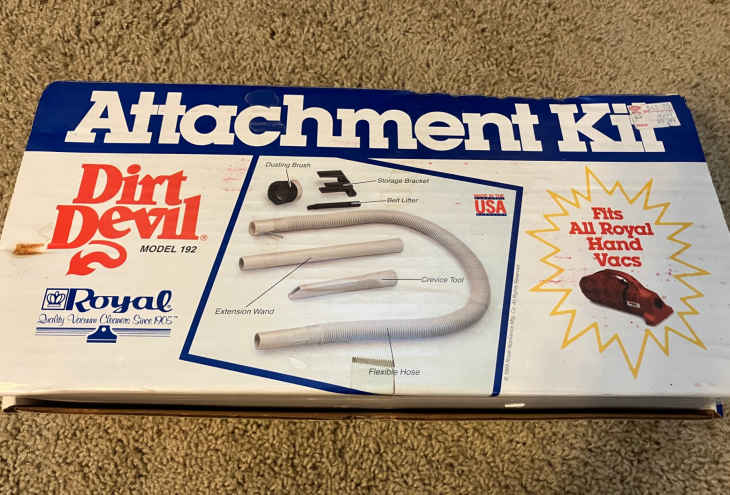 Attachment Kit
Dirt
Devil®
MODEL 192
Royal
Quality Vacuum Cleaners Since 1905™
Dusting Brush
Storage Bracket
Belt Lifter
MADE IN THE
USA
Crevice Tool
Extension Wand
Flexible Hose
Fits
All Royal
Hand
Vacs